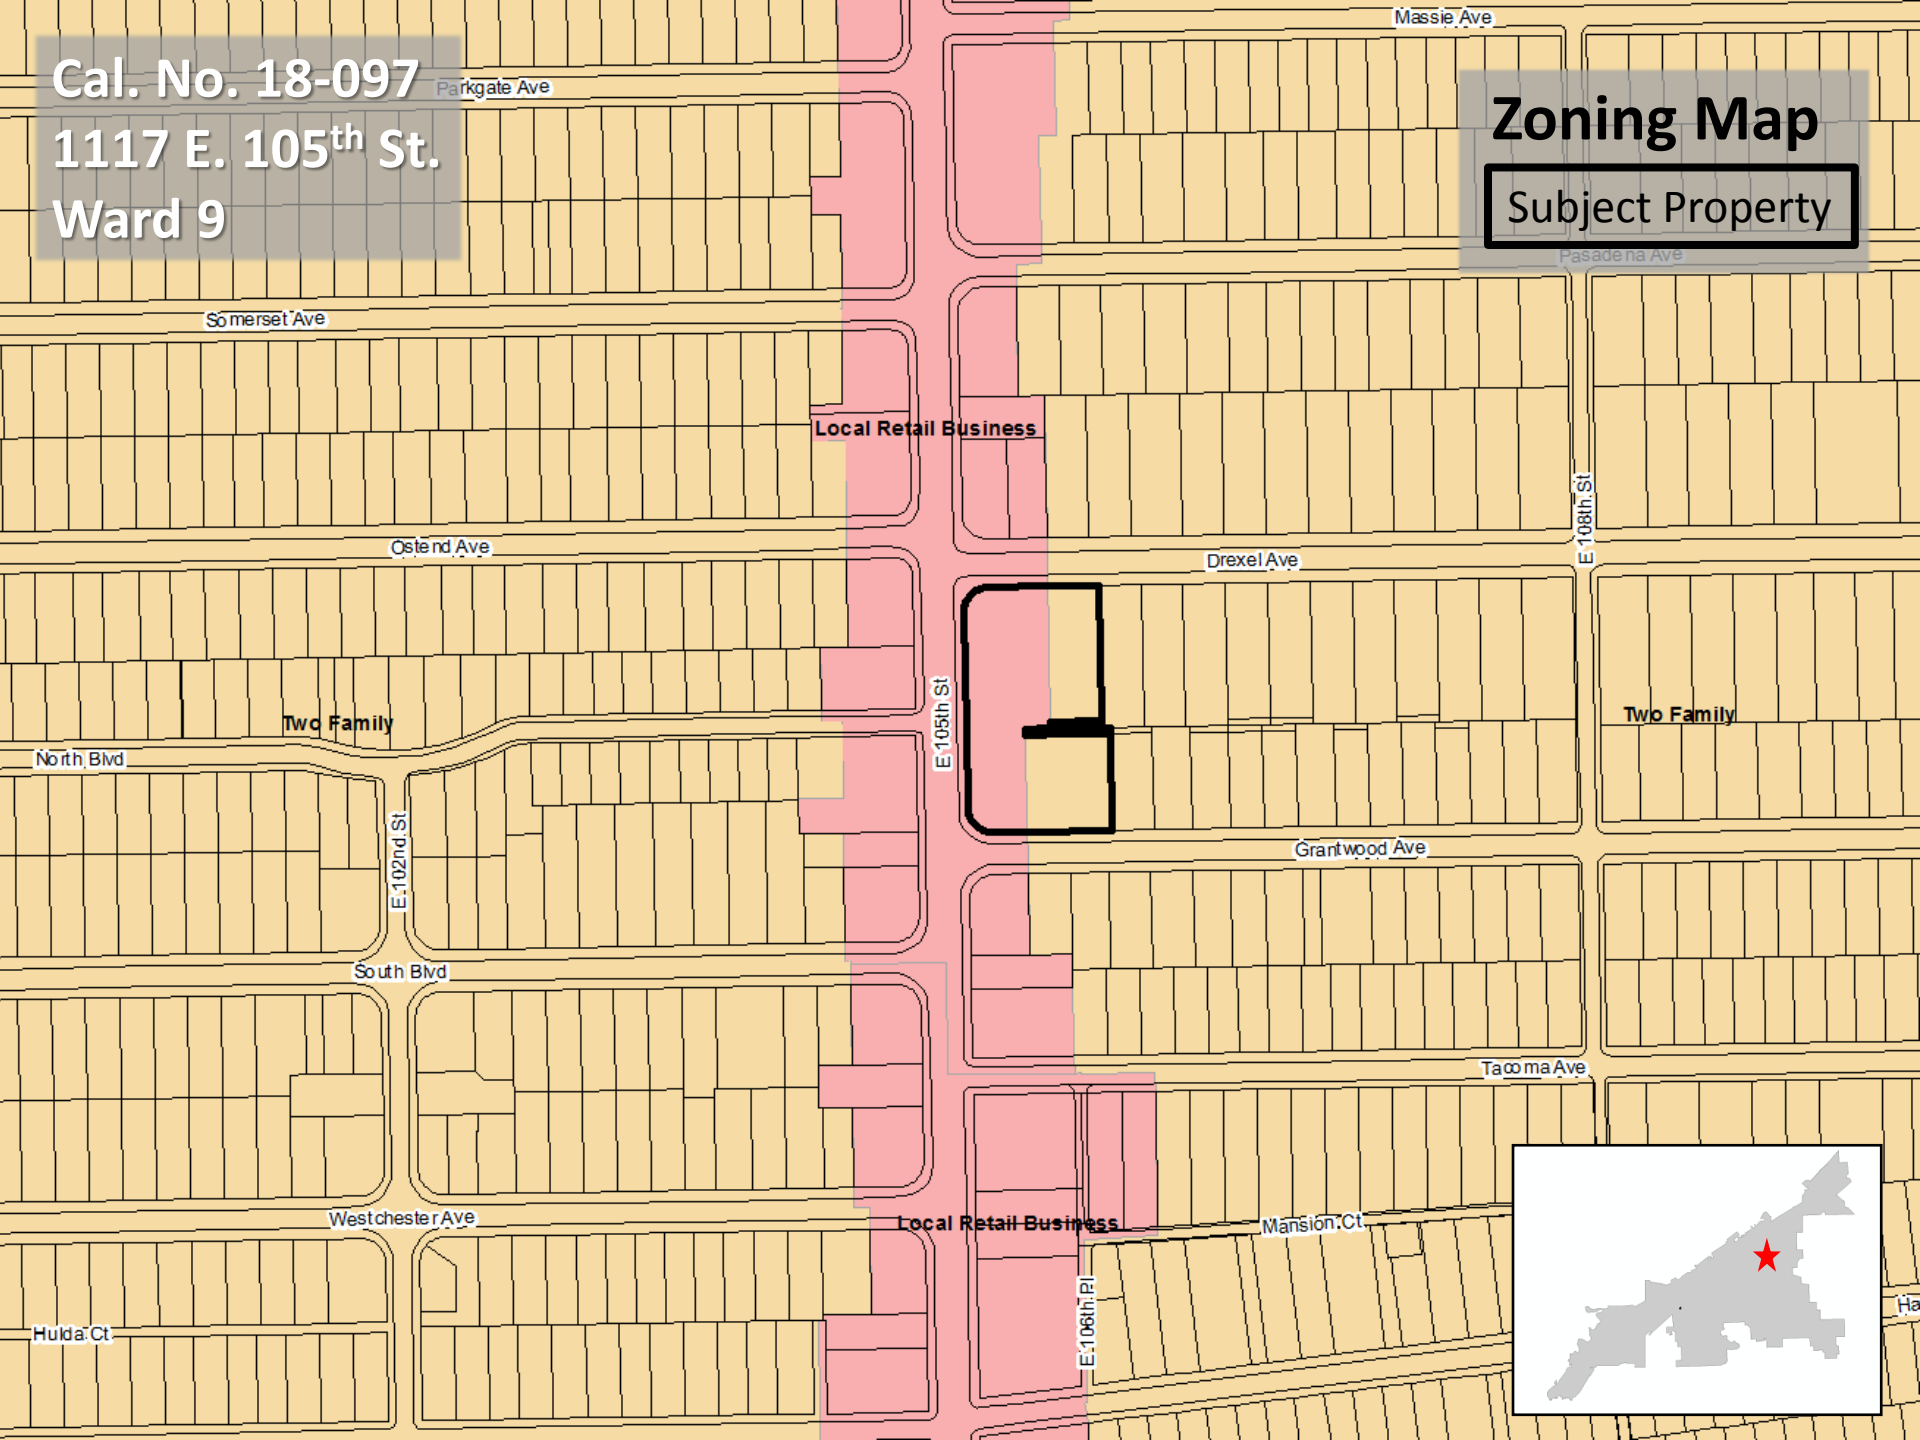 Massie Ave
Cal. No. 18-097
1117 E. 105th St.
Ward 9
Parkgate Ave
Zoning Map
Subject Property
Pasadena Ave
Somerset Ave
Local Retail Business
E 108th St
Ostend Ave
Drexel Ave
E 105th St
Two Family
Two Family
North Blvd
E 102nd St
Grantwood Ave
South Blvd
Tacoma Ave
Westchester Ave
Local Retail Business
Mansion Ct
E 106th Pl
Hulda Ct